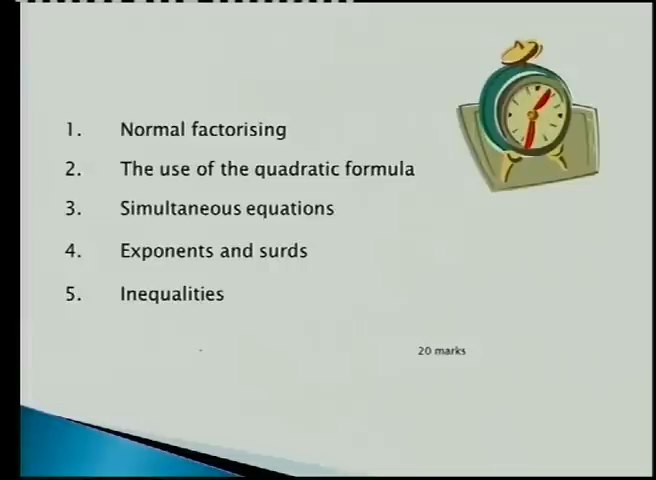 1. Normal factorising
2. The use of the quadratic formula
3. Simultaneous equations
4. Exponents and surds
5. Inequalities
20 marks